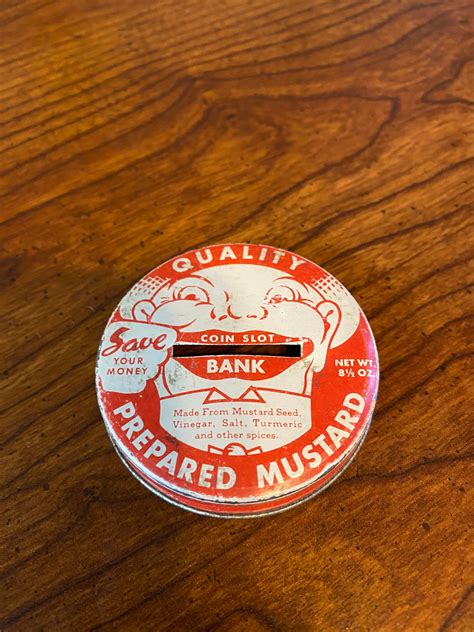 QUALITY
COIN SLOT
Save
YOUR
MONEY
BANK
NET WT.
8½ OZ.
Made From Mustard Seed,
Vinegar, Salt, Turmeric
and other spices.
PREPARED MUSTARD